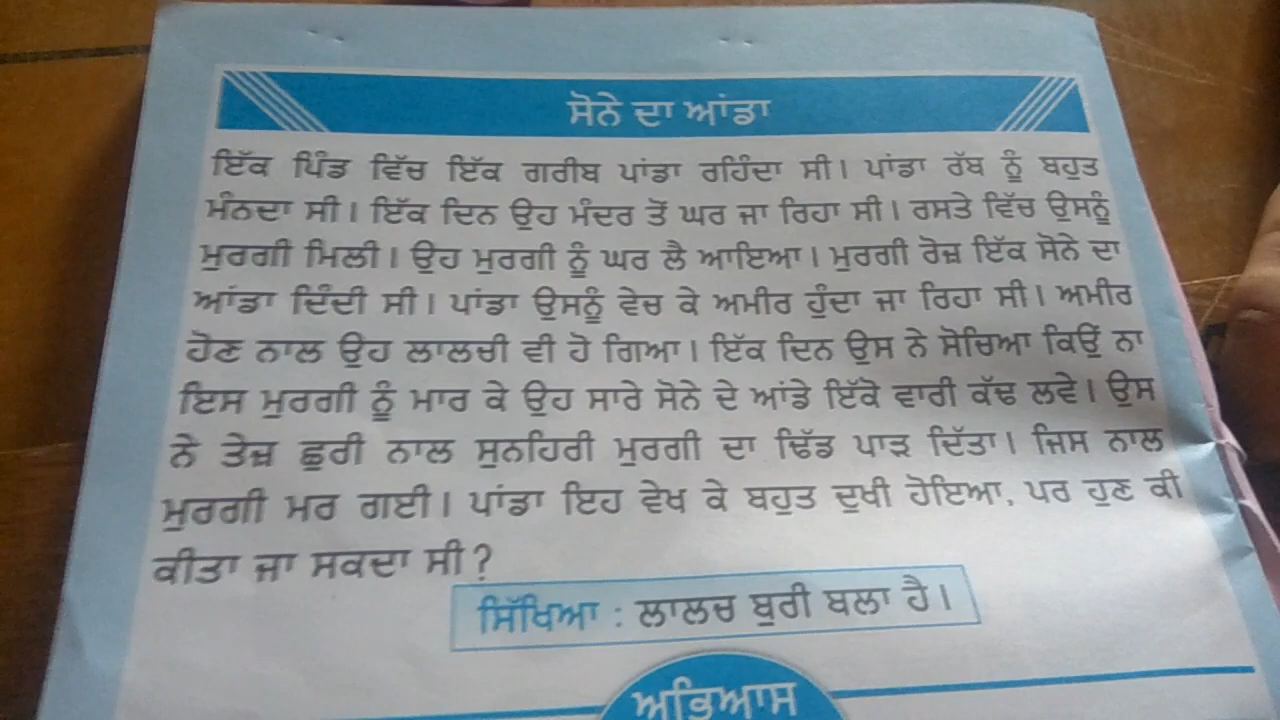 ਸੋਨੇ ਦਾ ਆਂਡਾ
ਇੱਕ ਪਿੰਡ ਵਿੱਚ ਇੱਕ ਗਰੀਬ ਪਾਂਡਾ ਰਹਿੰਦਾ ਸੀ। ਪਾਂਡਾ ਰੱਬ ਨੂੰ ਬਹੁਤ
ਮੰਨਦਾ ਸੀ। ਇੱਕ ਦਿਨ ਉਹ ਮੰਦਰ ਤੋਂ ਘਰ ਜਾ ਰਿਹਾ ਸੀ। ਰਸਤੇ ਵਿੱਚ ਉਸਨੂੰ
ਮੁਰਗੀ ਮਿਲੀ। ਉਹ ਮੁਰਗੀ ਨੂੰ ਘਰ ਲੈ ਆਇਆ। ਮੁਰਗੀ ਰੋਜ਼ ਇੱਕ ਸੋਨੇ ਦਾ
ਆਂਡਾ ਦਿੰਦੀ ਸੀ। ਪਾਂਡਾ ਉਸਨੂੰ ਵੇਚ ਕੇ ਅਮੀਰ ਹੁੰਦਾ ਜਾ ਰਿਹਾ ਸੀ। ਅਮੀਰ
ਹੋਣ ਨਾਲ ਉਹ ਲਾਲਚੀ ਵੀ ਹੋ ਗਿਆ। ਇੱਕ ਦਿਨ ਉਸ ਨੇ ਸੋਚਿਆ ਕਿਉਂ ਨਾ
ਇਸ ਮੁਰਗੀ ਨੂੰ ਮਾਰ ਕੇ ਉਹ ਸਾਰੇ ਸੋਨੇ ਦੇ ਆਂਡੇ ਇੱਕੋ ਵਾਰੀ ਕੱਢ ਲਵੇ। ਉਸ
ਨੇ ਤੇਜ਼ ਛੁਰੀ ਨਾਲ ਸੁਨਹਿਰੀ ਮੁਰਗੀ ਦਾ ਢਿੱਡ ਪਾੜ ਦਿੱਤਾ। ਜਿਸ ਨਾਲ
ਮੁਰਗੀ ਮਰ ਗਈ। ਪਾਂਡਾ ਇਹ ਵੇਖ ਕੇ ਬਹੁਤ ਦੁਖੀ ਹੋਇਆ, ਪਰ ਹੁਣ ਕੀ
ਕੀਤਾ ਜਾ ਸਕਦਾ ਸੀ?
ਸਿੱਖਿਆ : ਲਾਲਚ ਬੁਰੀ ਬਲਾ ਹੈ।
ਅਭਿਆਸ